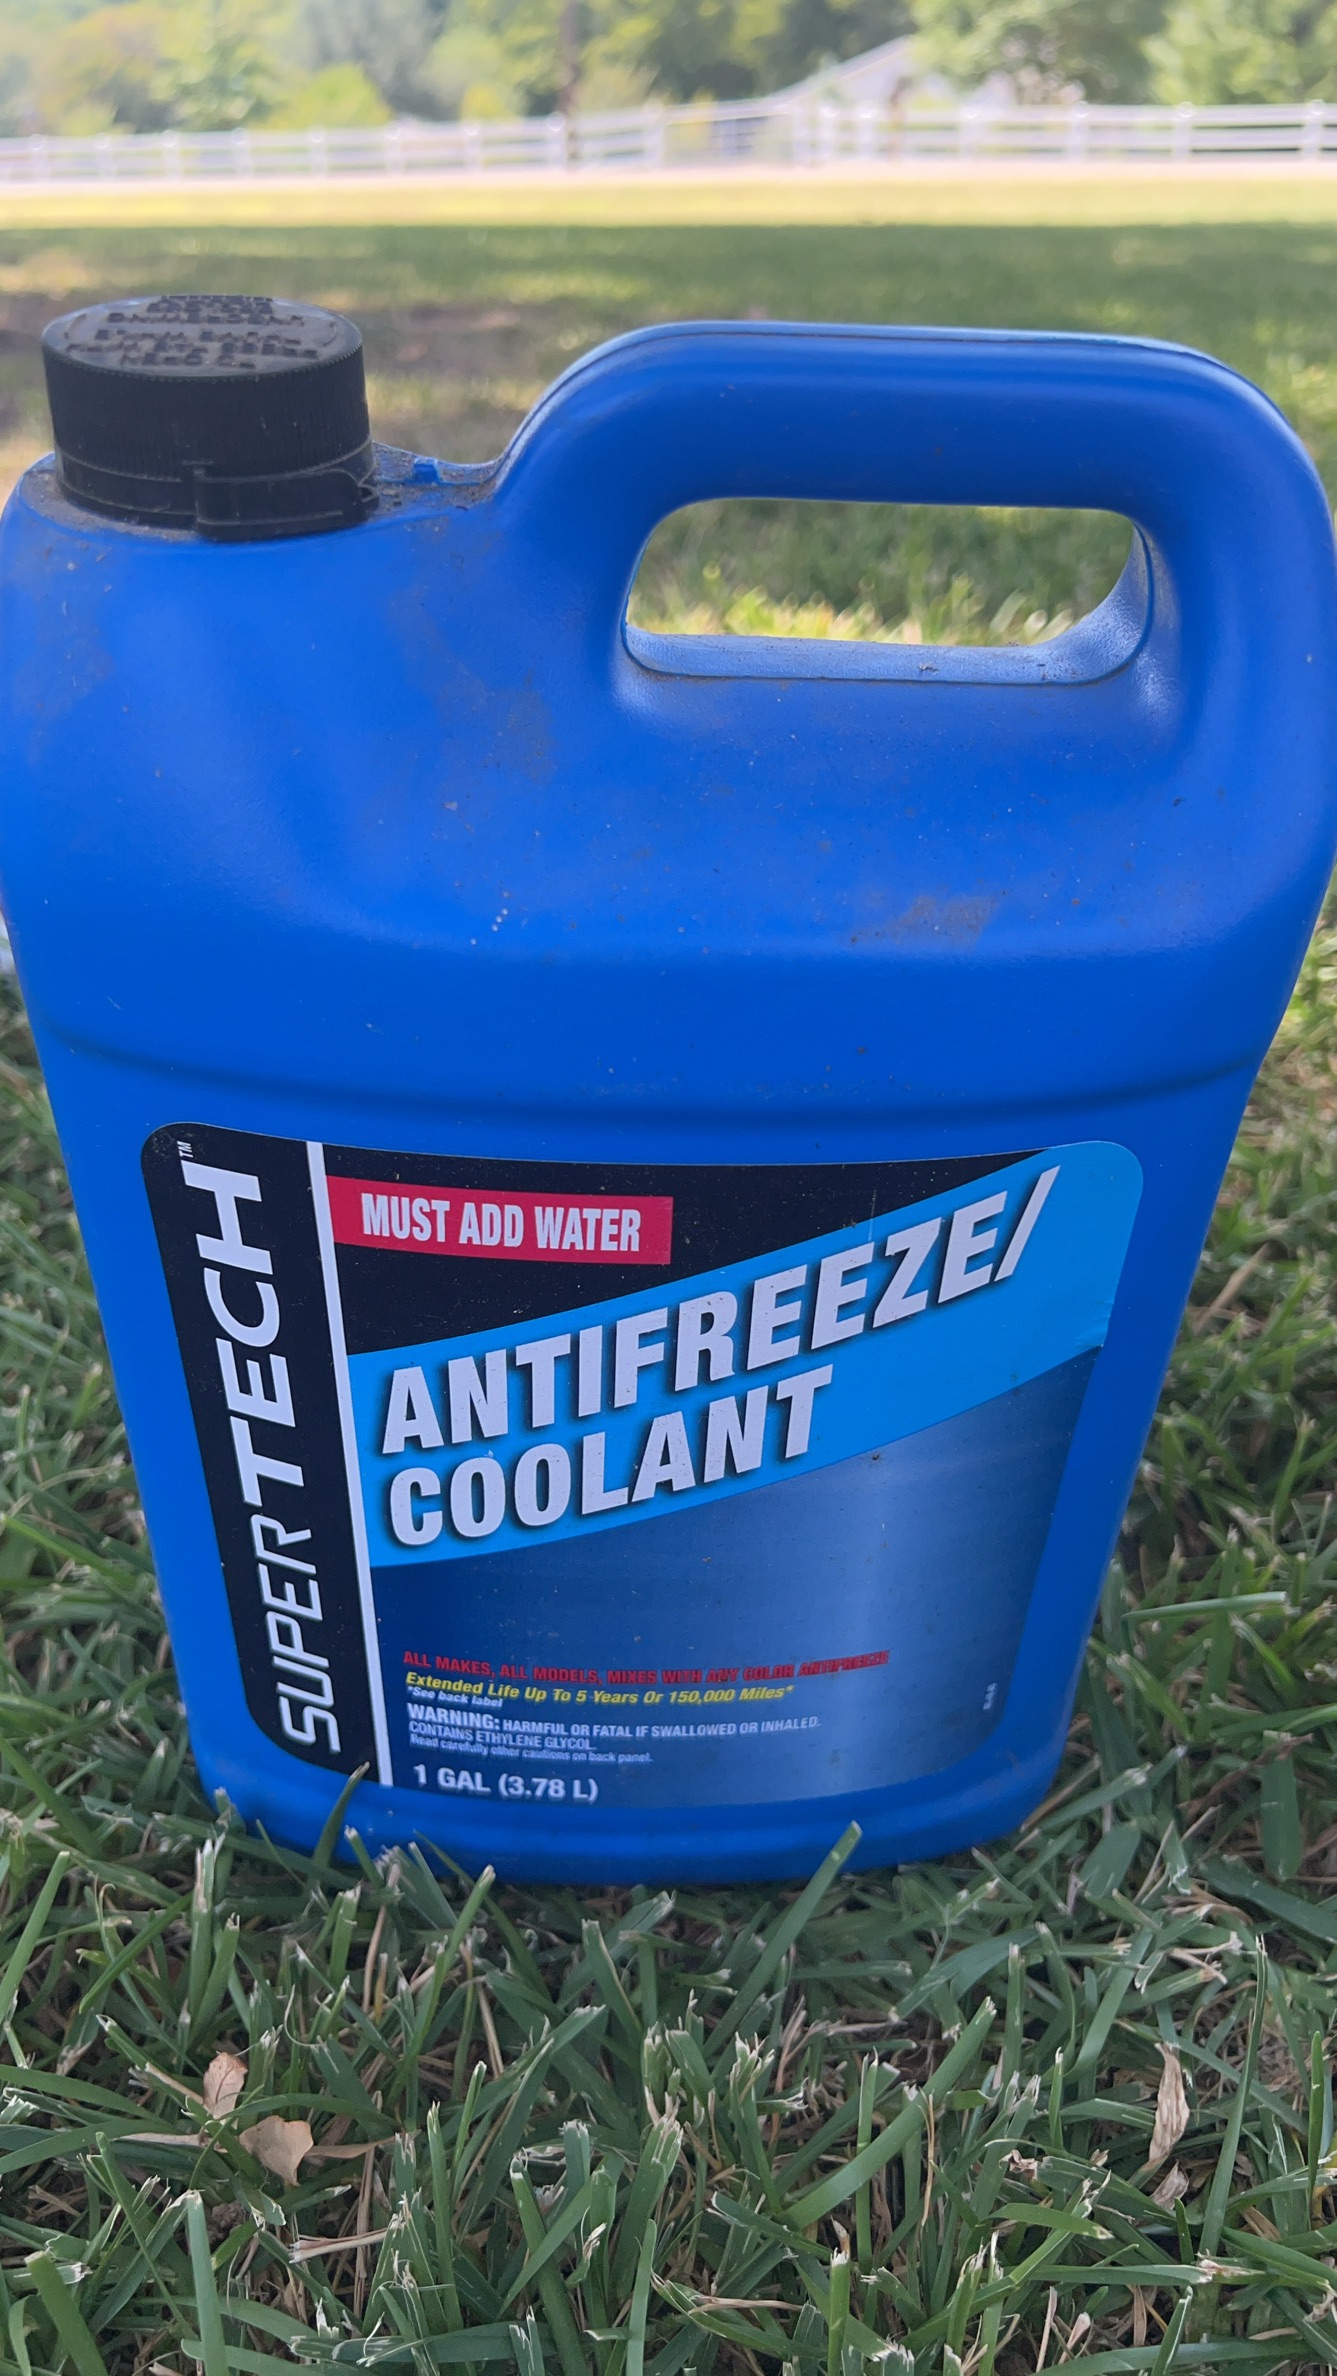 SUPERTECH™
MUST ADD WATER
ANTIFREEZE/
COOLANT
ALL MAKES, ALL MODELS, MIXES WITH ANY COLOR ANTIFREEZE
Extended Life Up To 5 Years Or 150,000 Miles*
*See back label
WARNING: HARMFUL OR FATAL IF SWALLOWED OR INHALED.
CONTAINS ETHYLENE GLYCOL.
Read carefully other cautions on back panel.
1 GAL (3.78 L)